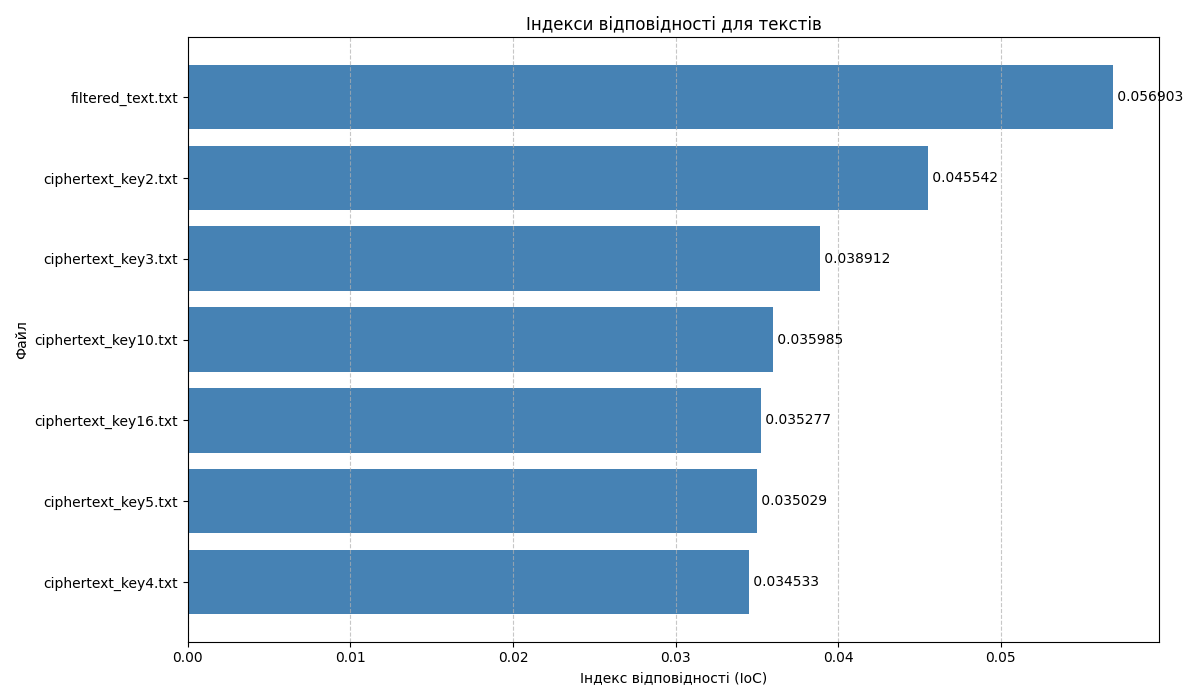 Індекси відповідності для текстів
filtered_text.txt
0.056903
ciphertext_key2.txt
0.045542
ciphertext_key3.txt
0.038912
Файл
ciphertext_key10.txt
0.035985
ciphertext_key16.txt
0.035277
ciphertext_key5.txt
0.035029
ciphertext_key4.txt
0.034533
0.00 0.01 0.02 0.03 0.04 0.05
Індекс відповідності (IoC)